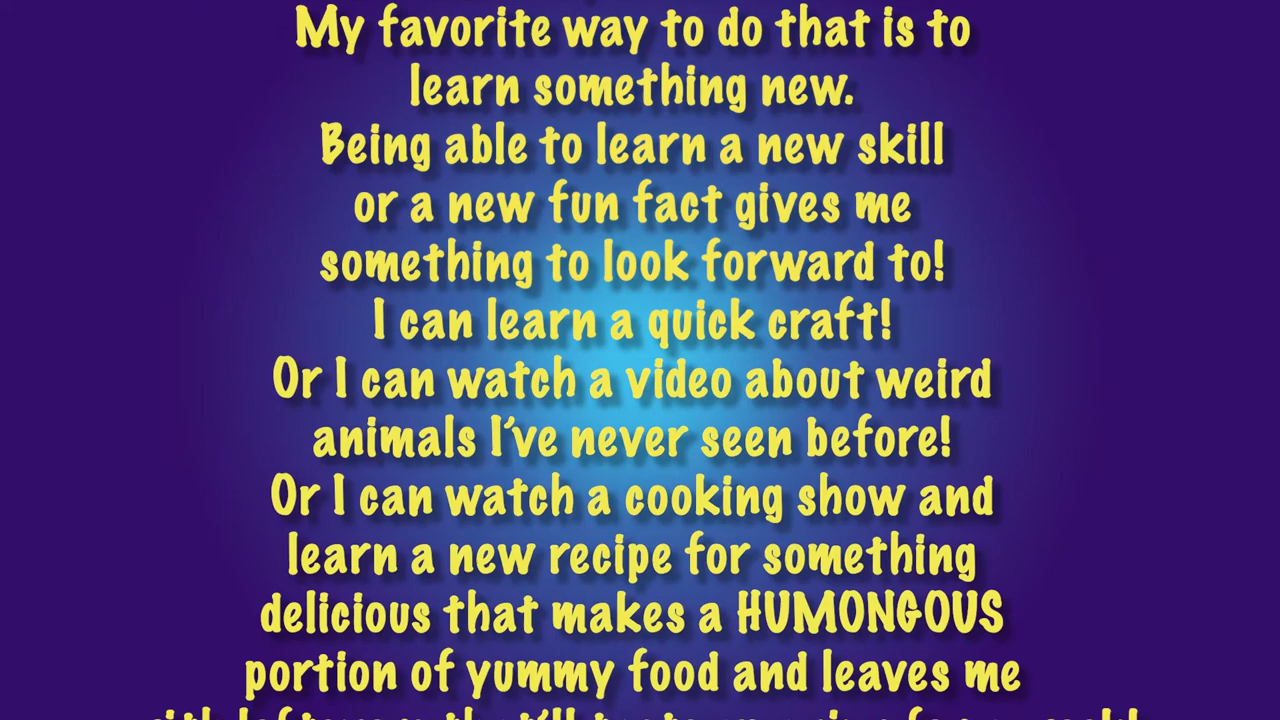 My favorite way to do that is to
learn something new.
Being able to learn a new skill
or a new fun fact gives me
something to look forward to!
I can learn a quick craft!
Or I can watch a video about weird
animals I've never seen before!
Or I can watch a cooking show and
learn a new recipe for something
delicious that makes a HUMONGOUS
portion of yummy food and leaves me